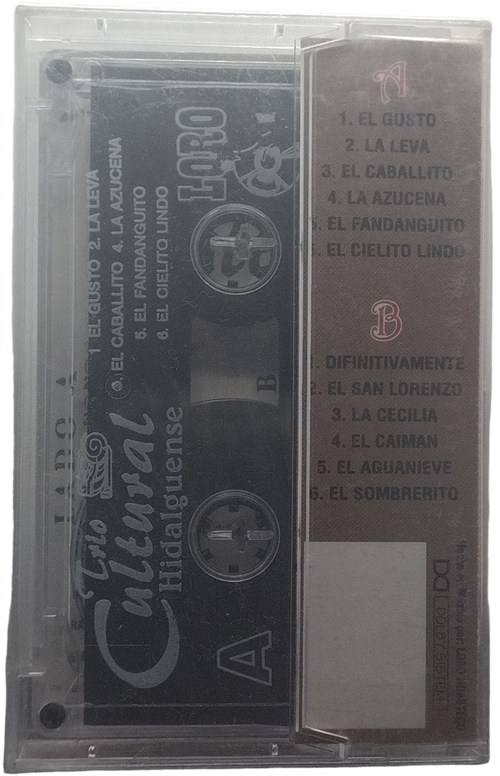 A
1. EL GUSTO
2. LA LEVA
3. EL CABALLITO
4. LA AZUCENA
5. EL FANDANGUITO
6. EL CIELITO LINDO
B
1. DIFINITIVAMENTE
2. EL SAN LORENZO
3. LA CECILIA
4. EL CAIMAN
5. EL AGUANIEVE
6. EL SOMBRERITO
DOLBY SYSTEM
LORO
1 EL GUSTO 2. LA LEVA
EL CABALLITO 4. LA AZUCENA
5. EL FANDANGUITO
6. EL CIELITO LINDO
Trio
Cultural
Hidalguense
A
B
LADO A